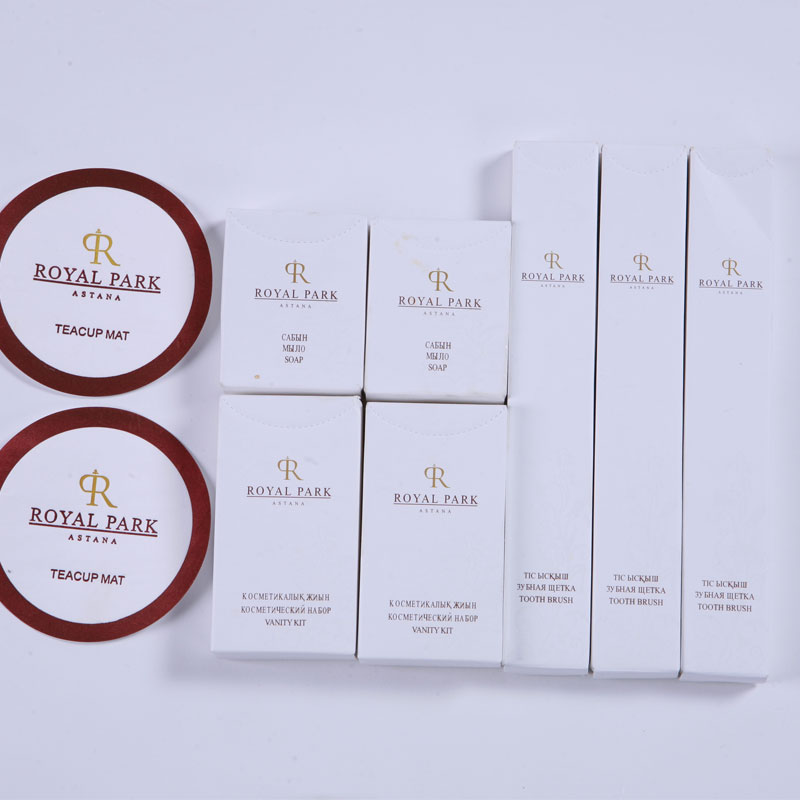 ROYAL PARK
ASTANA
TEACUP MAT
ROYAL PARK
ASTANA
TEACUP MAT
ROYAL PARK
ASTANA
САБЫН
МЫЛО
SOAP
ROYAL PARK
ASTANA
САБЫН
МЫЛО
SOAP
ROYAL PARK
ASTANA
КОСМЕТИКАЛЫҚ ЖИЫН
КОСМЕТИЧЕСКИЙ НАБОР
VANITY KIT
ROYAL PARK
ASTANA
КОСМЕТИКАЛЫҚ ЖИЫН
КОСМЕТИЧЕСКИЙ НАБОР
VANITY KIT
ROYAL PARK
ASTANA
ТІС ЫСҚЫШ
ЗУБНАЯ ЩЕТКА
TOOTH BRUSH
ROYAL PARK
ASTANA
ТІС ЫСҚЫШ
ЗУБНАЯ ЩЕТКА
TOOTH BRUSH
ROYAL PARK
ASTANA
ТІС ЫСҚЫШ
ЗУБНАЯ ЩЕТКА
TOOTH BRUSH